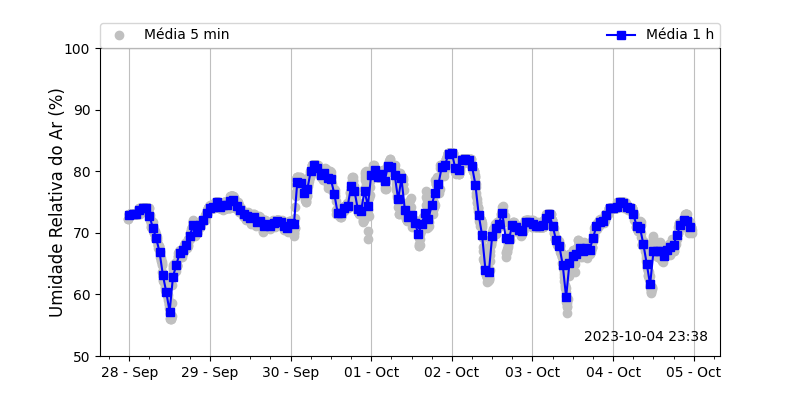 Média 5 min
Média 1 h
Umidade Relativa do Ar (%)
100
90
80
70
60
50
2023-10-04 23:38
28 - Sep
29 - Sep
30 - Sep
01 - Oct
02 - Oct
03 - Oct
04 - Oct
05 - Oct